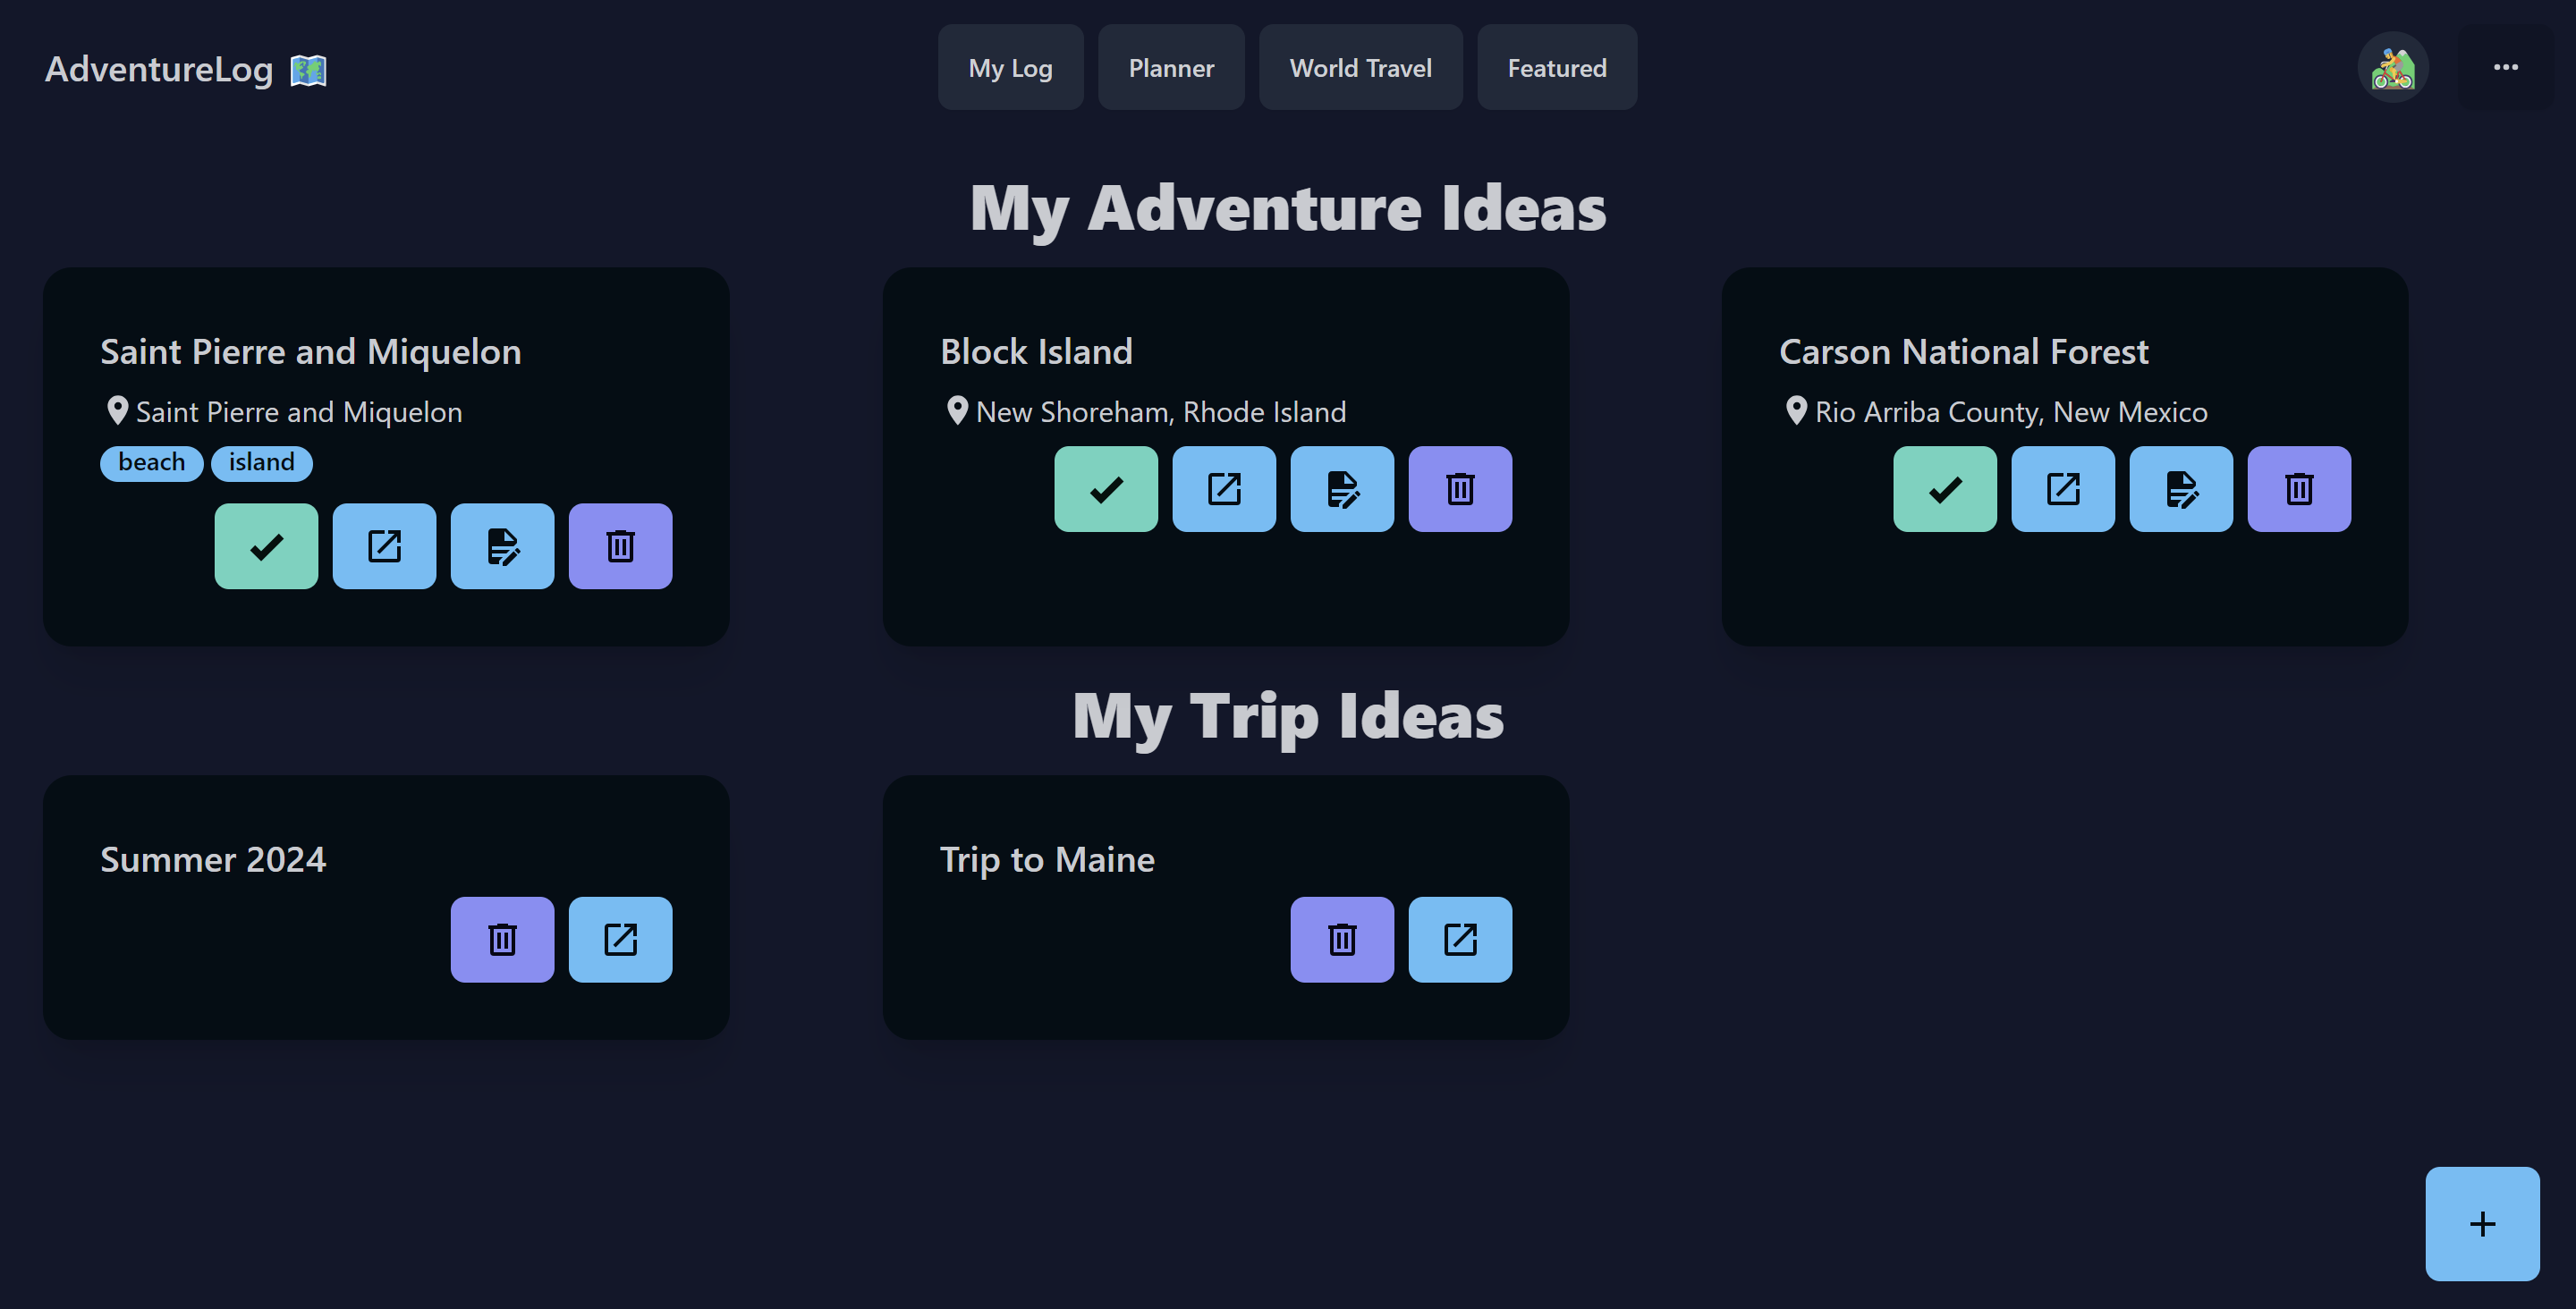 AdventureLog
My Log
Planner
World Travel
Featured
My Adventure Ideas
Saint Pierre and Miquelon
Saint Pierre and Miquelon
beach
island
Block Island
New Shoreham, Rhode Island
Carson National Forest
Rio Arriba County, New Mexico
My Trip Ideas
Summer 2024
Trip to Maine